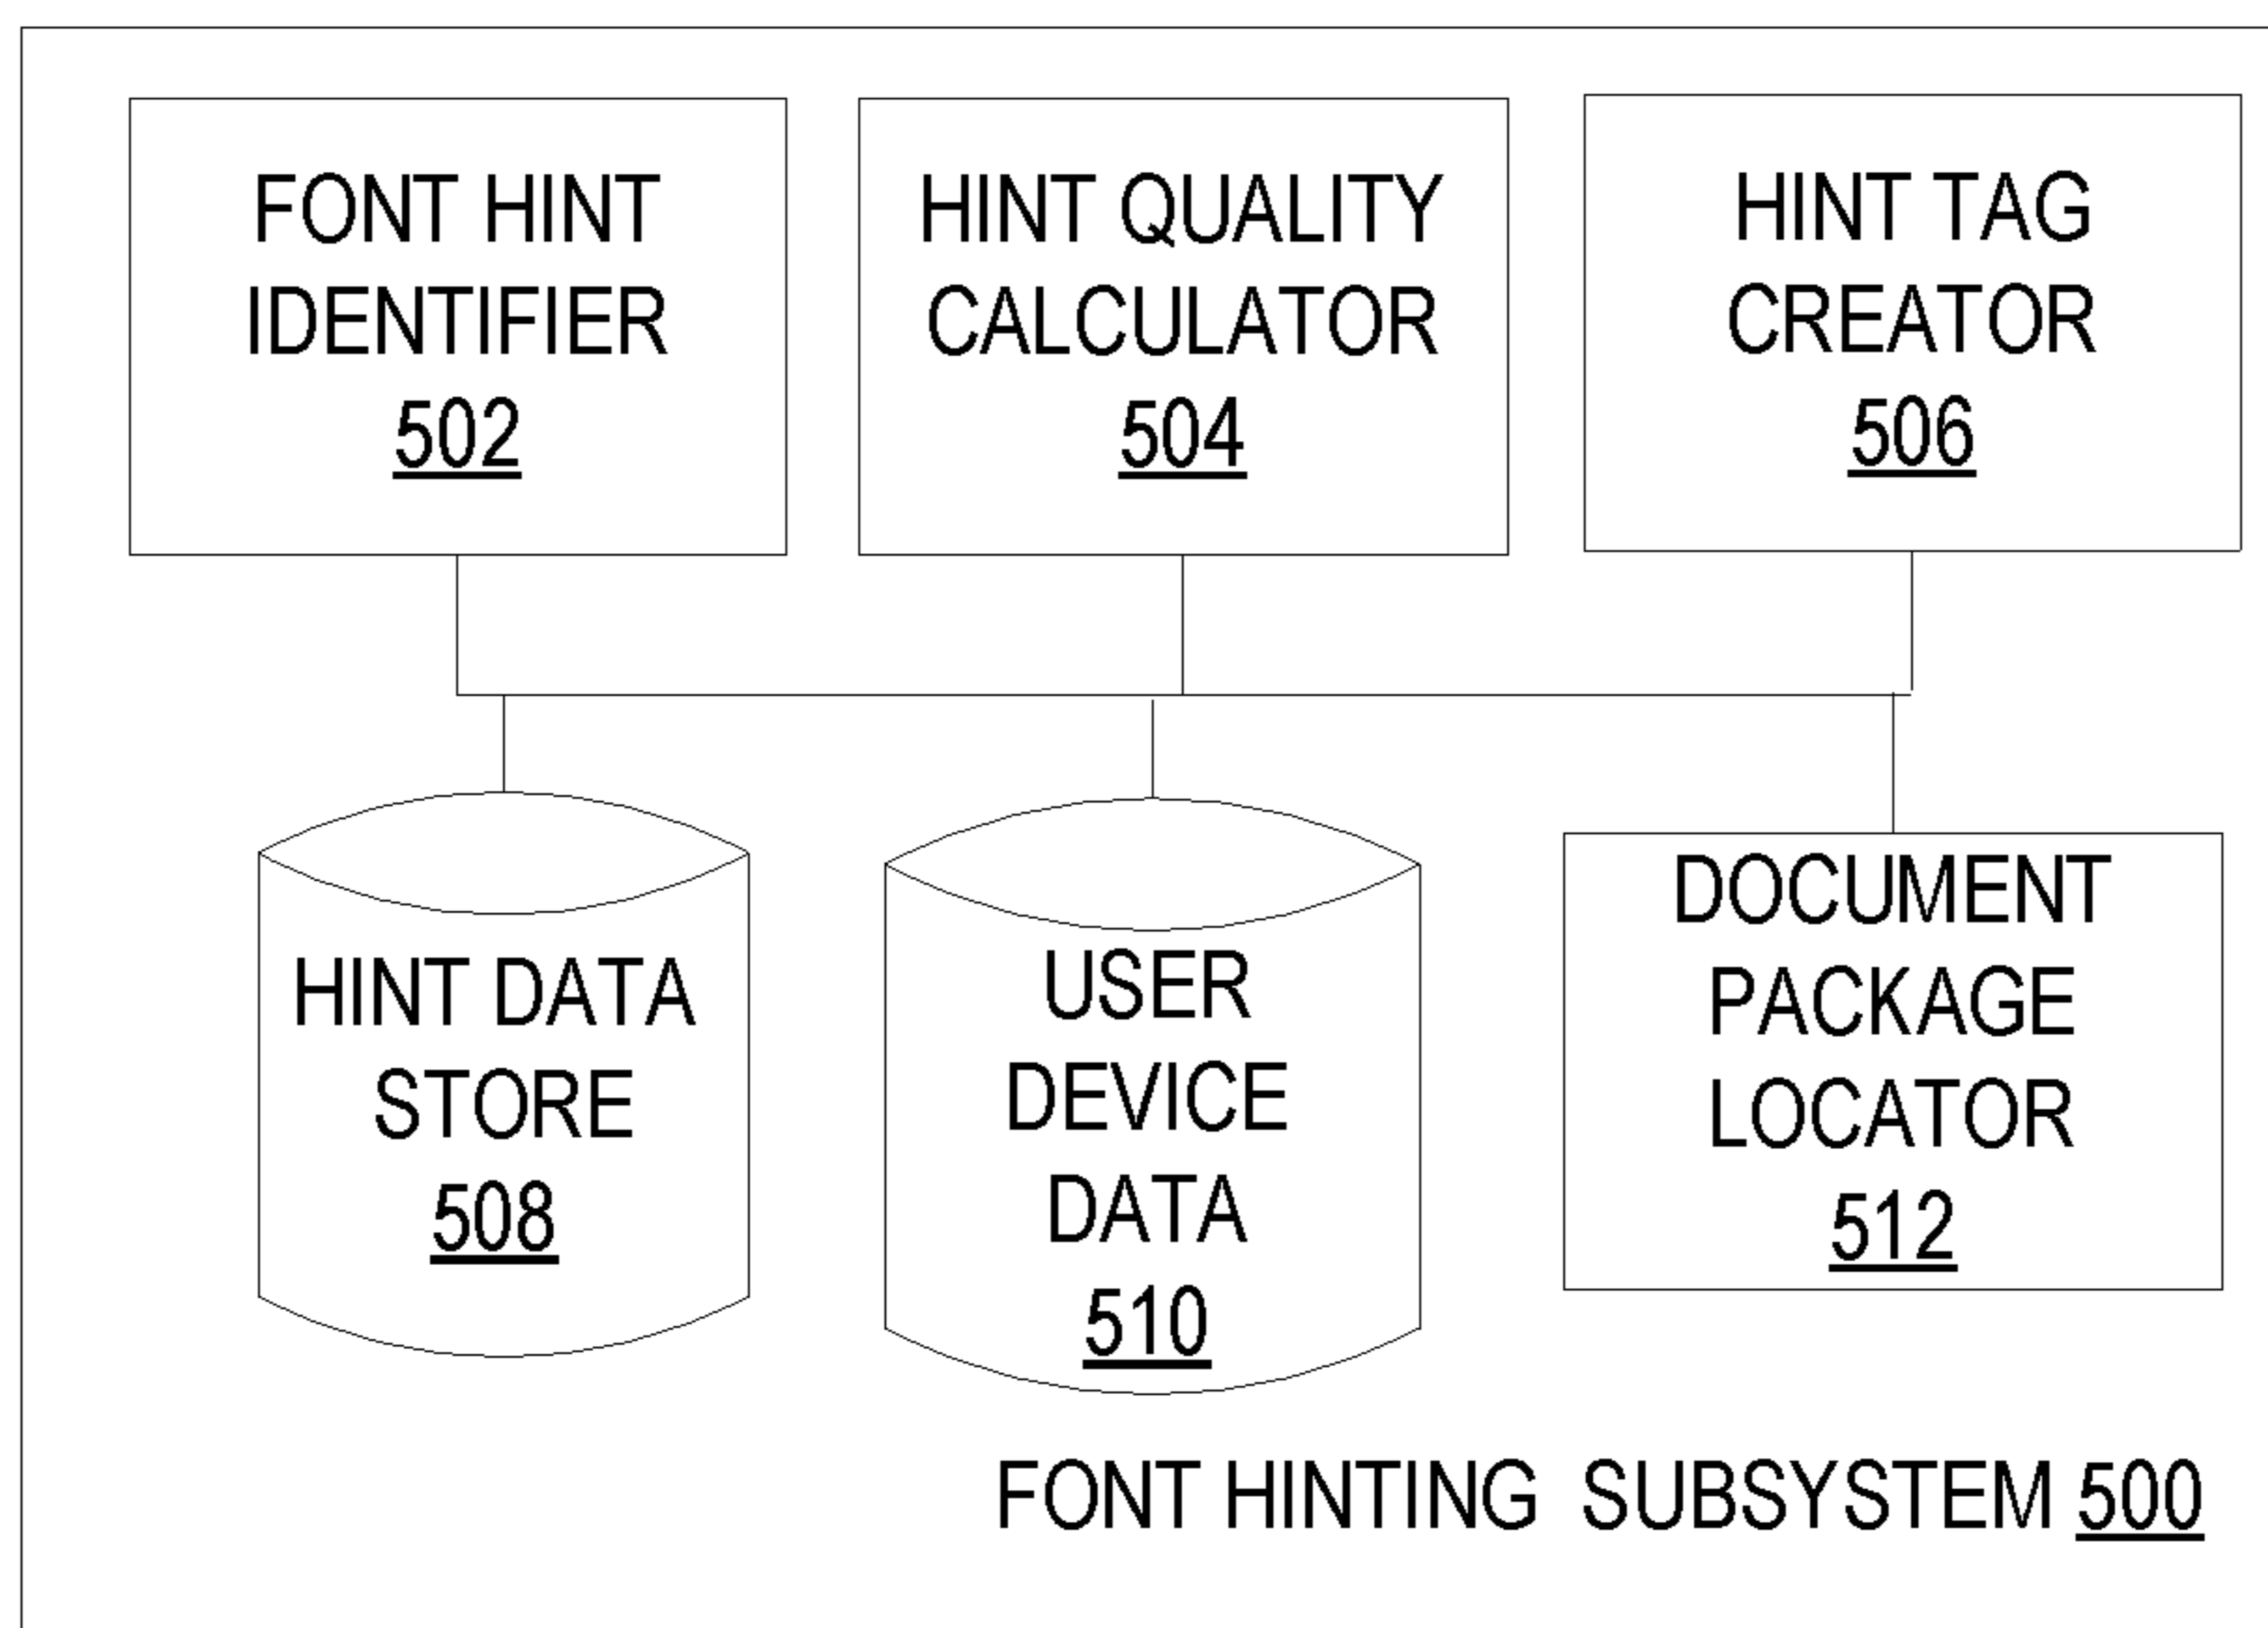 FONT HINT
IDENTIFIER
502
HINT QUALITY
CALCULATOR
504
HINT TAG
CREATOR
506
HINT DATA
STORE
508
USER
DEVICE
DATA
510
DOCUMENT
PACKAGE
LOCATOR
512
FONT HINTING SUBSYSTEM 500